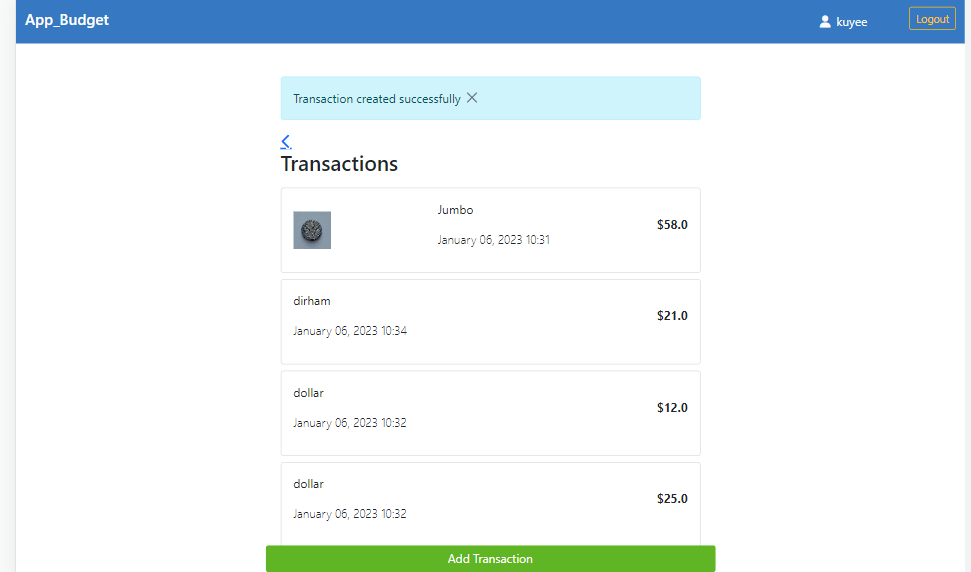 App_Budget
kuyee
Logout
Transaction created successfully
Transactions
Jumbo
January 06, 2023 10:31
$58.0
dirham
January 06, 2023 10:34
$21.0
dollar
January 06, 2023 10:32
$12.0
dollar
January 06, 2023 10:32
$25.0
Add Transaction